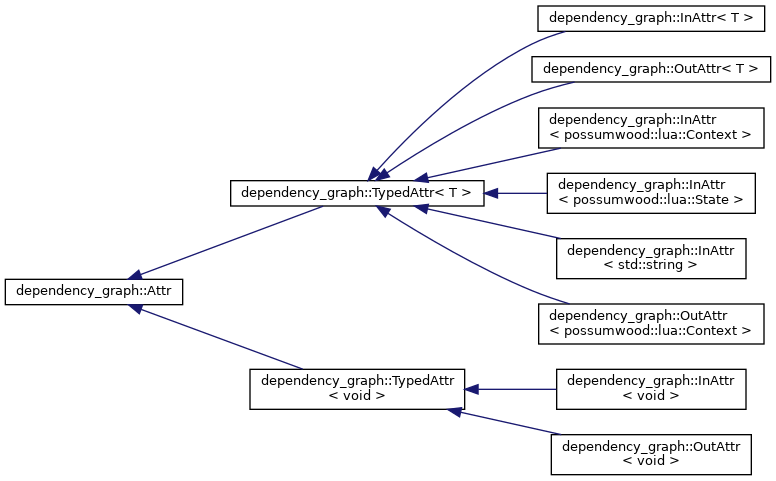 dependency_graph::InAttr< T >
dependency_graph::OutAttr< T >
dependency_graph::InAttr
< possumwood::lua::Context >
dependency_graph::TypedAttr< T >
dependency_graph::InAttr
< possumwood::lua::State >
dependency_graph::InAttr
< std::string >
dependency_graph::Attr
dependency_graph::OutAttr
< possumwood::lua::Context >
dependency_graph::TypedAttr
< void >
dependency_graph::InAttr
< void >
dependency_graph::OutAttr
< void >